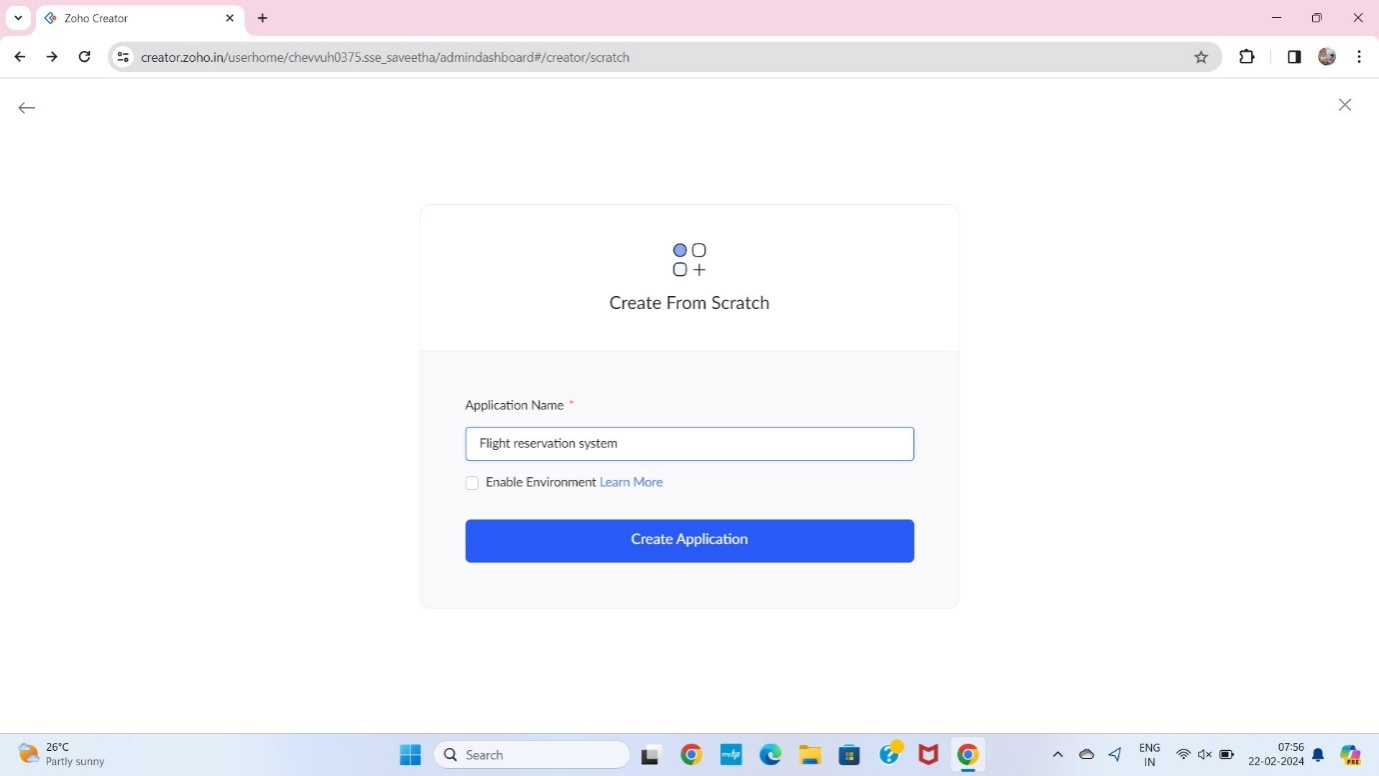 Zoho Creator
creator.zoho.in/userhome/chevvuh0375.sse_saveetha/admindashboard#/creator/scratch
Create From Scratch
Application Name *
Flight reservation system
Enable Environment Learn More
Create Application
26°C
Partly sunny
Search
ENG
IN
07:56
22-02-2024
PRE